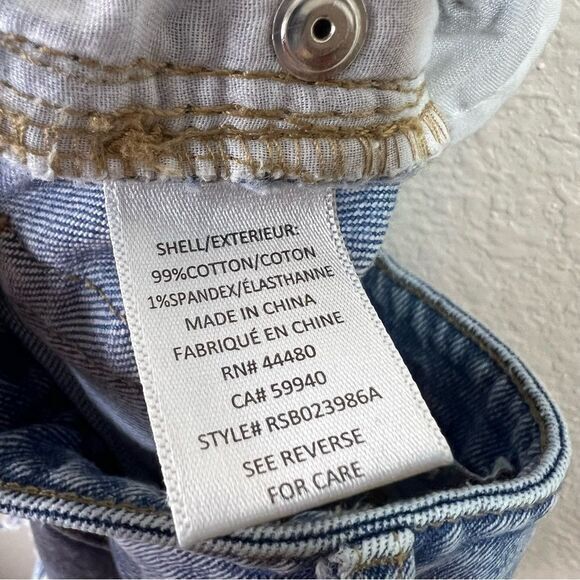 SHELL/EXTERIEUR:
99%COTTON/COTON
1%SPANDEX/ÉLASTHANNE
MADE IN CHINA
FABRIQUÉ EN CHINE
RN# 44480
CA# 59940
STYLE# RSB023986A
SEE REVERSE
FOR CARE